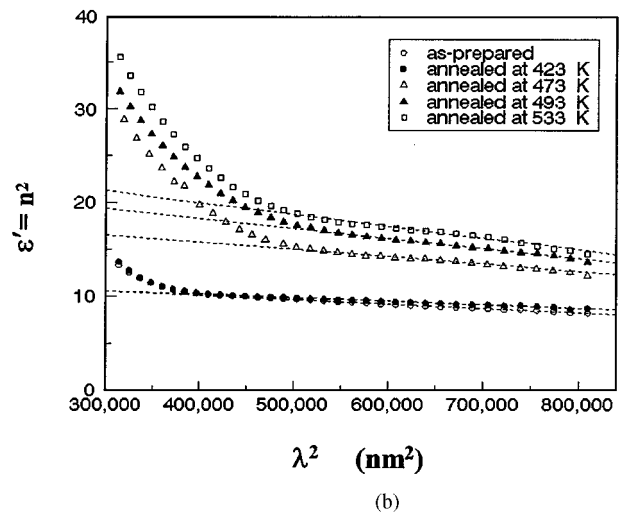 40
30
20
10
0
ε′= n²
as-prepared
annealed at 423 K
annealed at 473 K
annealed at 493 K
annealed at 533 K
300,000 400,000 500,000 600,000 700,000 800,000
λ² (nm²)
(b)